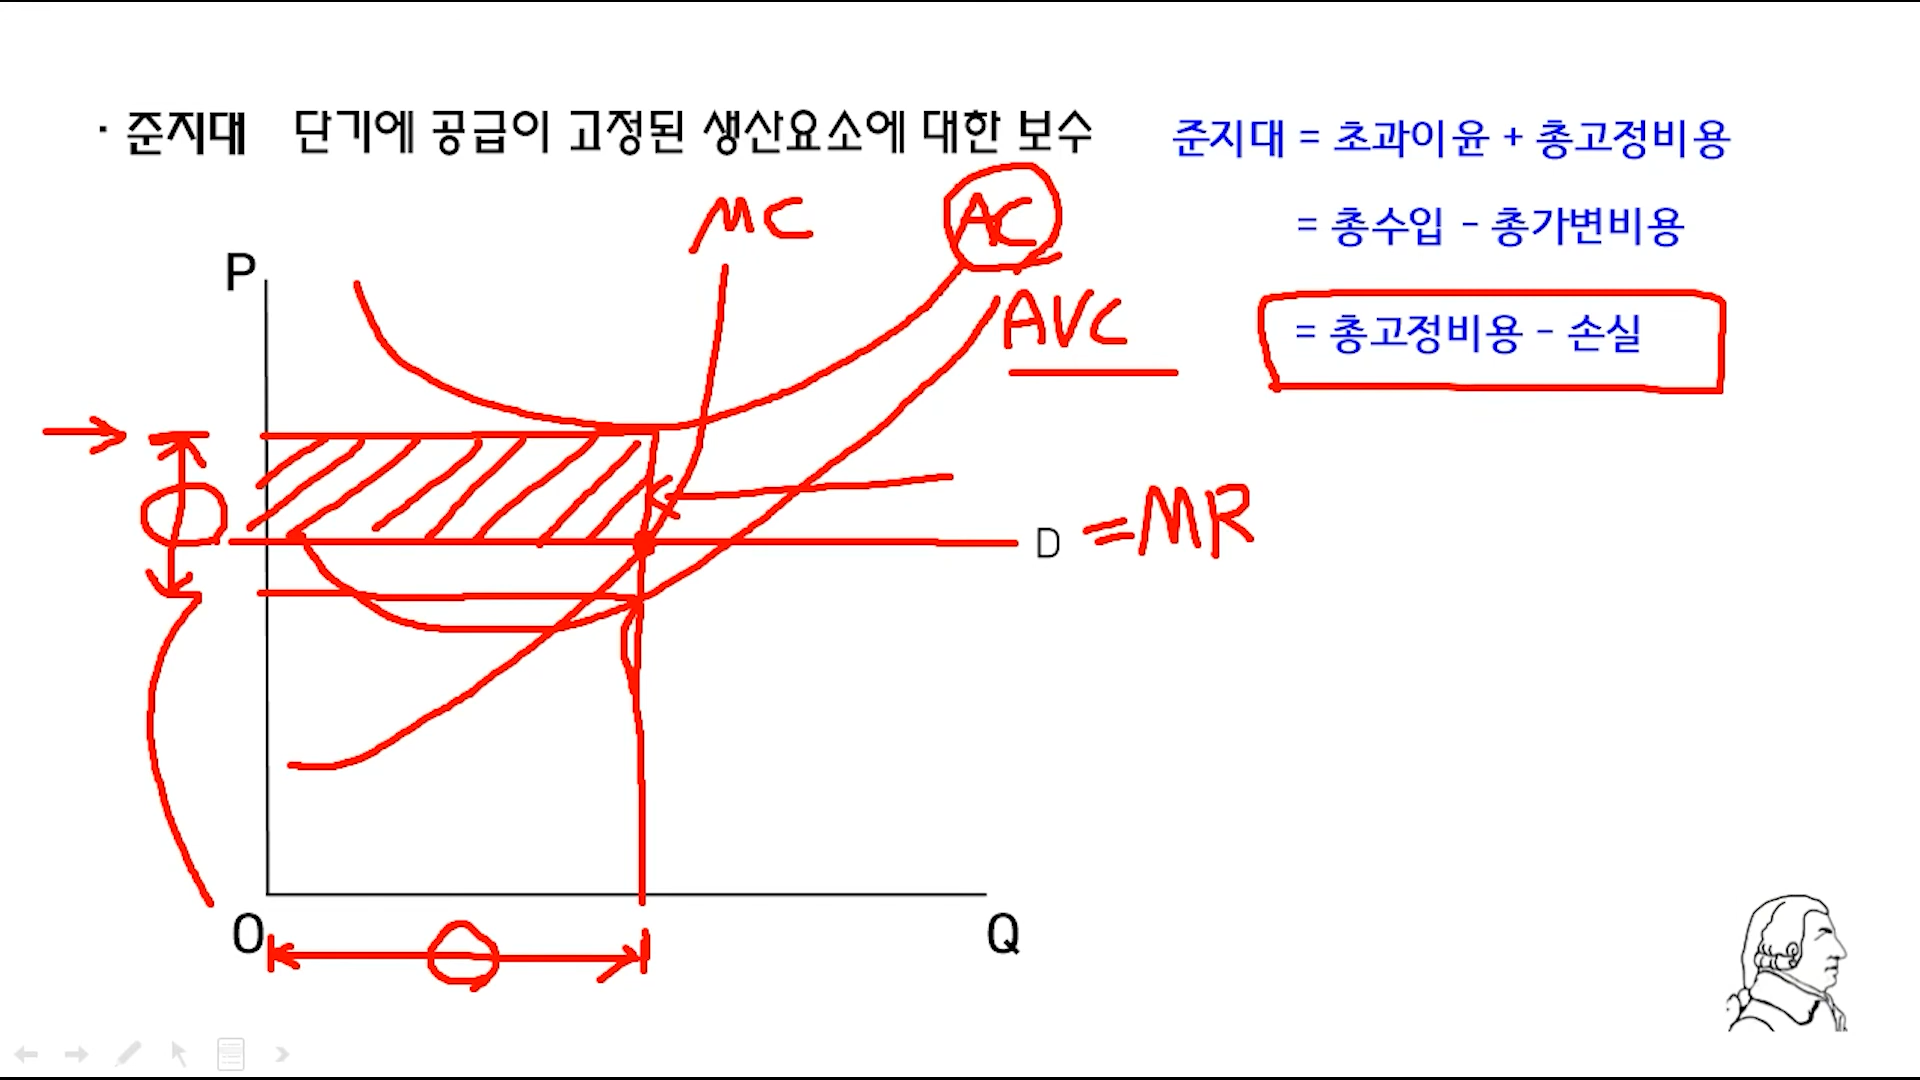 · 준지대 단기에 공급이 고정된 생산요소에 대한 보수
준지대 = 초과이윤 + 총고정비용
= 총수입 - 총가변비용
= 총고정비용 - 손실
MC
AC
AVC
P
D = MR
O
Q